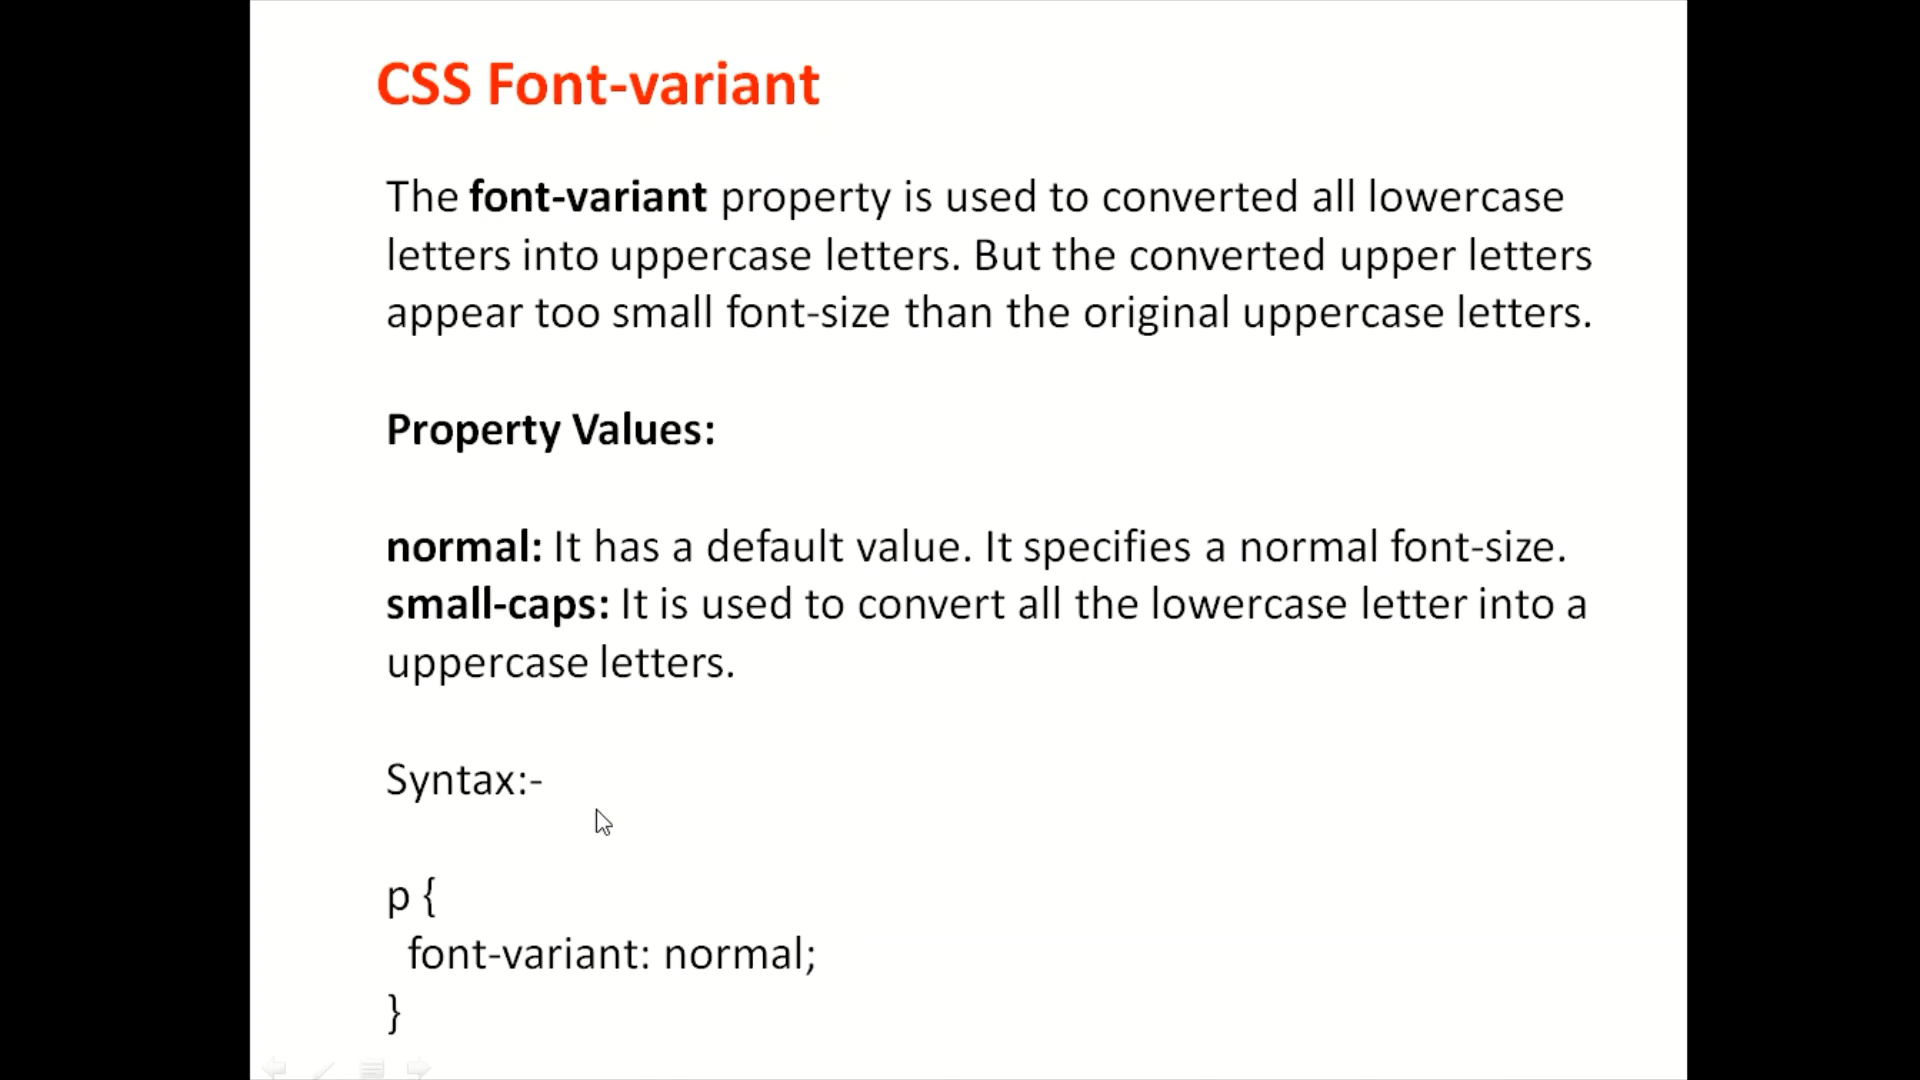 CSS Font-variant
The font-variant property is used to converted all lowercase
letters into uppercase letters. But the converted upper letters
appear too small font-size than the original uppercase letters.
Property Values:
normal: It has a default value. It specifies a normal font-size.
small-caps: It is used to convert all the lowercase letter into a
uppercase letters.
Syntax:-
p {
font-variant: normal;
}